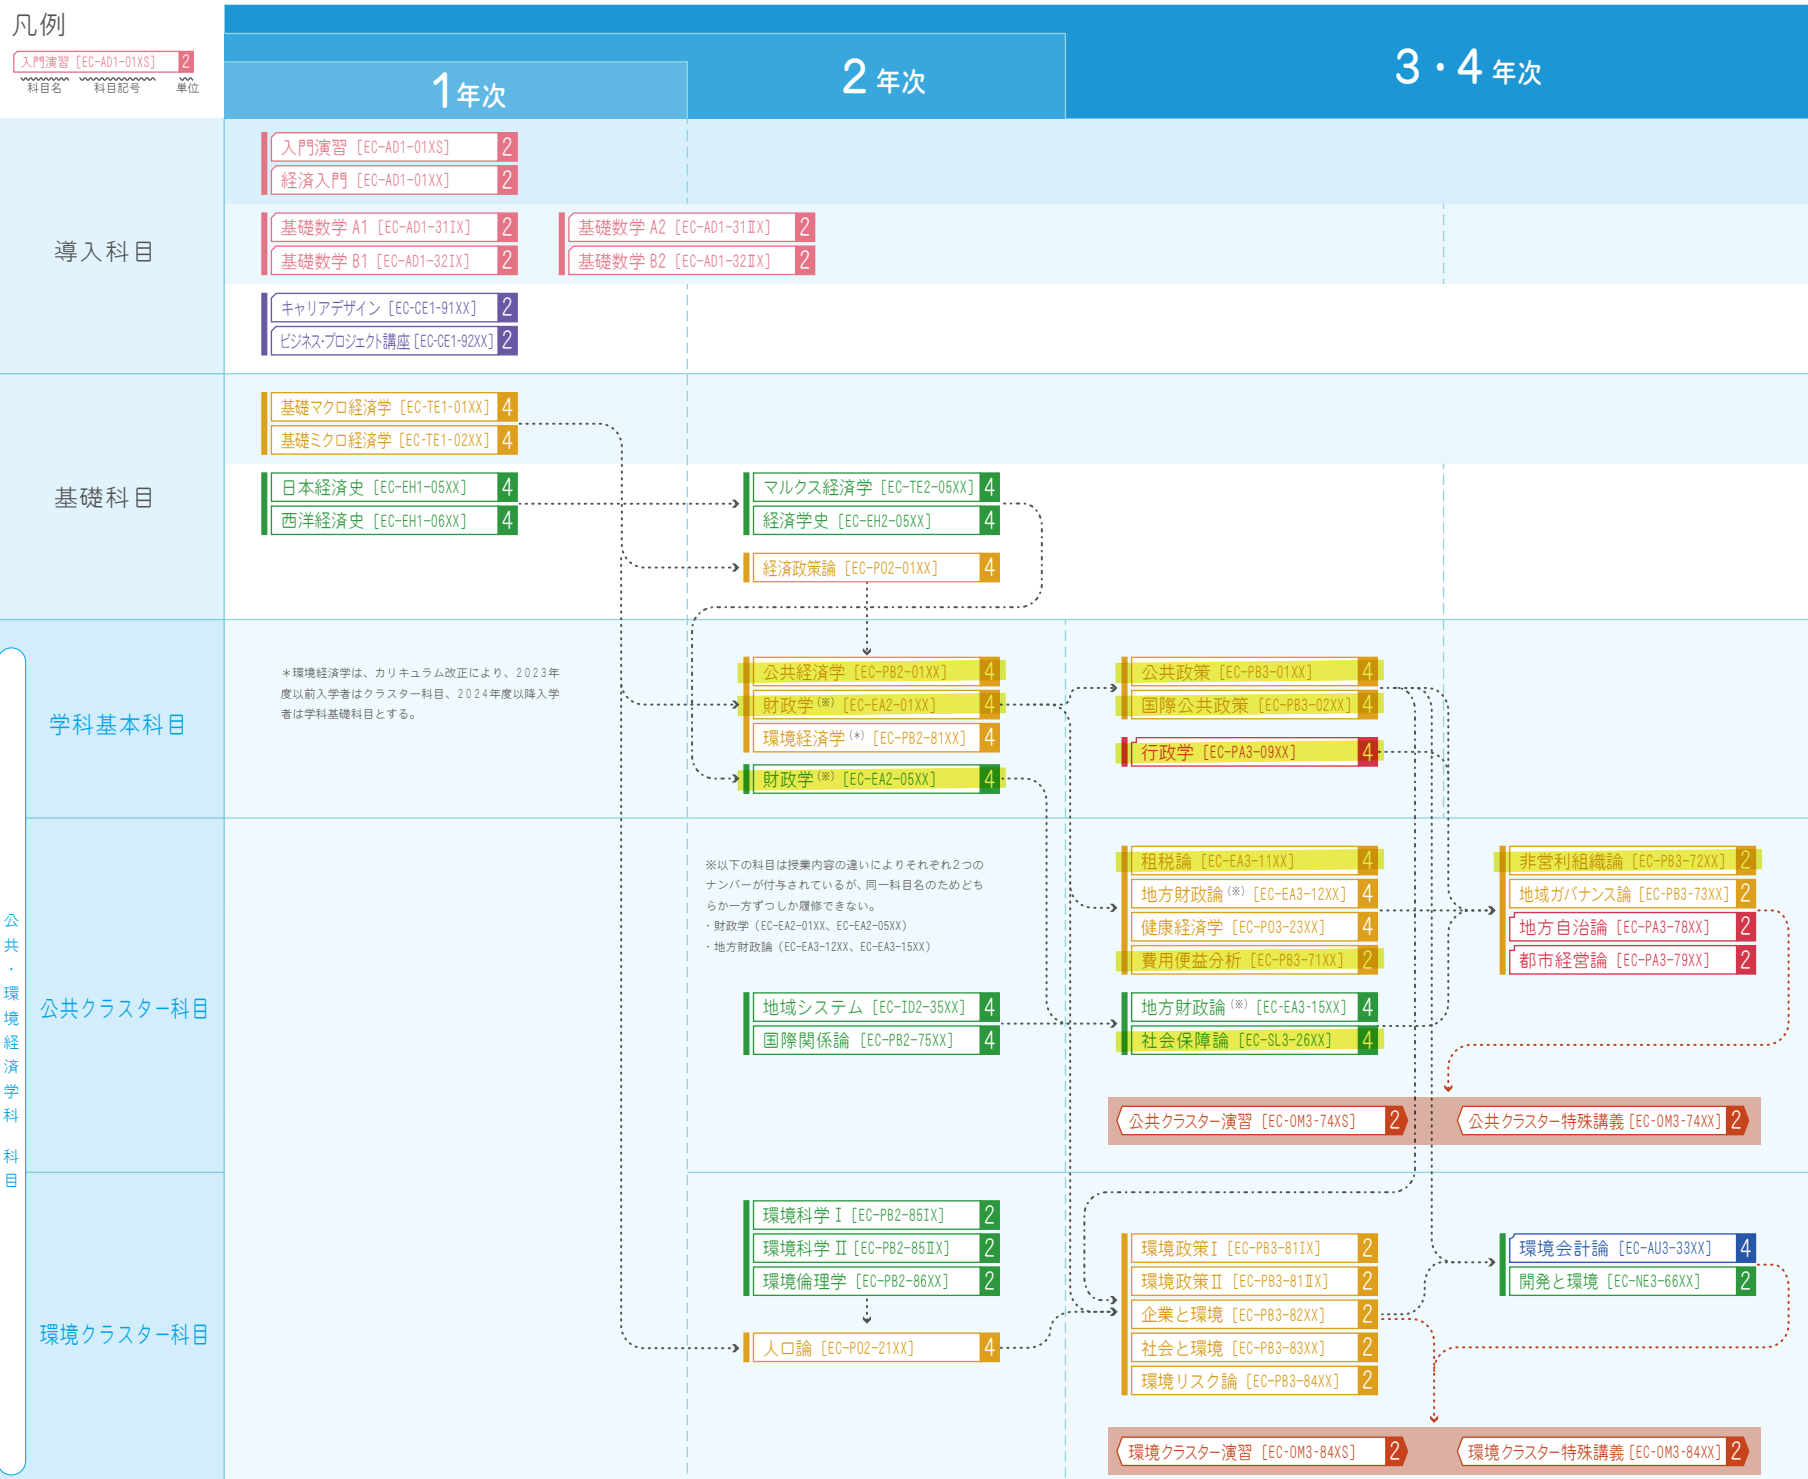 凡例
入門演習 [EC-AD1-01XS] 2
科目名 科目記号 単位
1年次
2年次
3・4年次
導入科目
入門演習 [EC-AD1-01XS] 2
経済入門 [EC-AD1-01XX] 2
基礎数学 A1 [EC-AD1-31ⅠX] 2
基礎数学 A2 [EC-AD1-31ⅡX] 2
基礎数学 B1 [EC-AD1-32ⅠX] 2
基礎数学 B2 [EC-AD1-32ⅡX] 2
キャリアデザイン [EC-CE1-91XX] 2
ビジネス・プロジェクト講座 [EC-CE1-92XX] 2
基礎科目
基礎マクロ経済学 [EC-TE1-01XX] 4
基礎ミクロ経済学 [EC-TE1-02XX] 4
日本経済史 [EC-EH1-05XX] 4
マルクス経済学 [EC-TE2-05XX] 4
西洋経済史 [EC-EH1-06XX] 4
経済学史 [EC-EH2-05XX] 4
経済政策論 [EC-PO2-01XX] 4
公共・環境経済学科 科目
学科基本科目
＊環境経済学は、カリキュラム改正により、2023年
度以前入学者はクラスター科目、2024年度以降入学
者は学科基礎科目とする。
公共経済学 [EC-PB2-01XX] 4
公共政策 [EC-PB3-01XX] 4
財政学(※) [EC-EA2-01XX] 4
国際公共政策 [EC-PB3-02XX] 4
環境経済学(*) [EC-PB2-81XX] 4
行政学 [EC-PA3-09XX] 4
財政学(※) [EC-EA2-05XX] 4
公共クラスター科目
※以下の科目は授業内容の違いによりそれぞれ2つの
ナンバーが付与されているが、同一科目名のためどち
らか一方ずつしか履修できない。
・財政学（EC-EA2-01XX、EC-EA2-05XX）
・地方財政論（EC-EA3-12XX、EC-EA3-15XX）
租税論 [EC-EA3-11XX] 4
非営利組織論 [EC-PB3-72XX] 2
地方財政論(※) [EC-EA3-12XX] 4
地域ガバナンス論 [EC-PB3-73XX] 2
健康経済学 [EC-PO3-23XX] 4
地方自治論 [EC-PA3-78XX] 2
費用便益分析 [EC-PB3-71XX] 2
都市経営論 [EC-PA3-79XX] 2
地域システム [EC-ID2-35XX] 4
地方財政論(※) [EC-EA3-15XX] 4
国際関係論 [EC-PB2-75XX] 4
社会保障論 [EC-SL3-26XX] 4
公共クラスター演習 [EC-OM3-74XS] 2
公共クラスター特殊講義 [EC-OM3-74XX] 2
環境クラスター科目
環境科学Ⅰ [EC-PB2-85ⅠX] 2
環境科学Ⅱ [EC-PB2-85ⅡX] 2
環境政策Ⅰ [EC-PB3-81ⅠX] 2
環境会計論 [EC-AU3-33XX] 4
環境倫理学 [EC-PB2-86XX] 2
環境政策Ⅱ [EC-PB3-81ⅡX] 2
開発と環境 [EC-NE3-66XX] 2
企業と環境 [EC-PB3-82XX] 2
人口論 [EC-PO2-21XX] 4
社会と環境 [EC-PB3-83XX] 2
環境リスク論 [EC-PB3-84XX] 2
環境クラスター演習 [EC-OM3-84XS] 2
環境クラスター特殊講義 [EC-OM3-84XX] 2